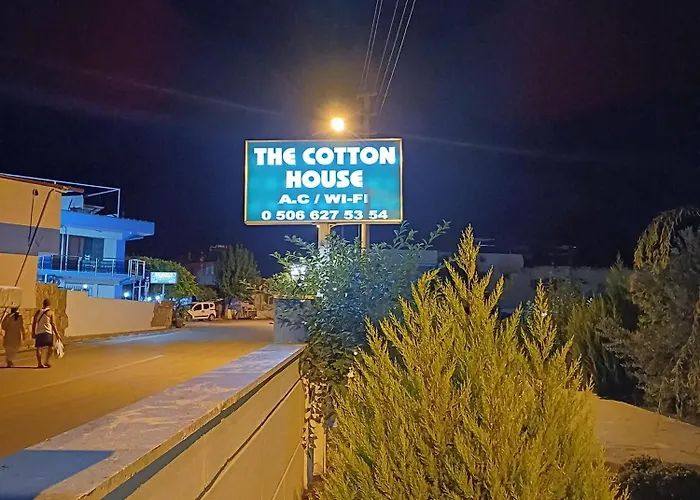 THE COTTON
HOUSE
A.C / WI-FI
0 506 627 53 54